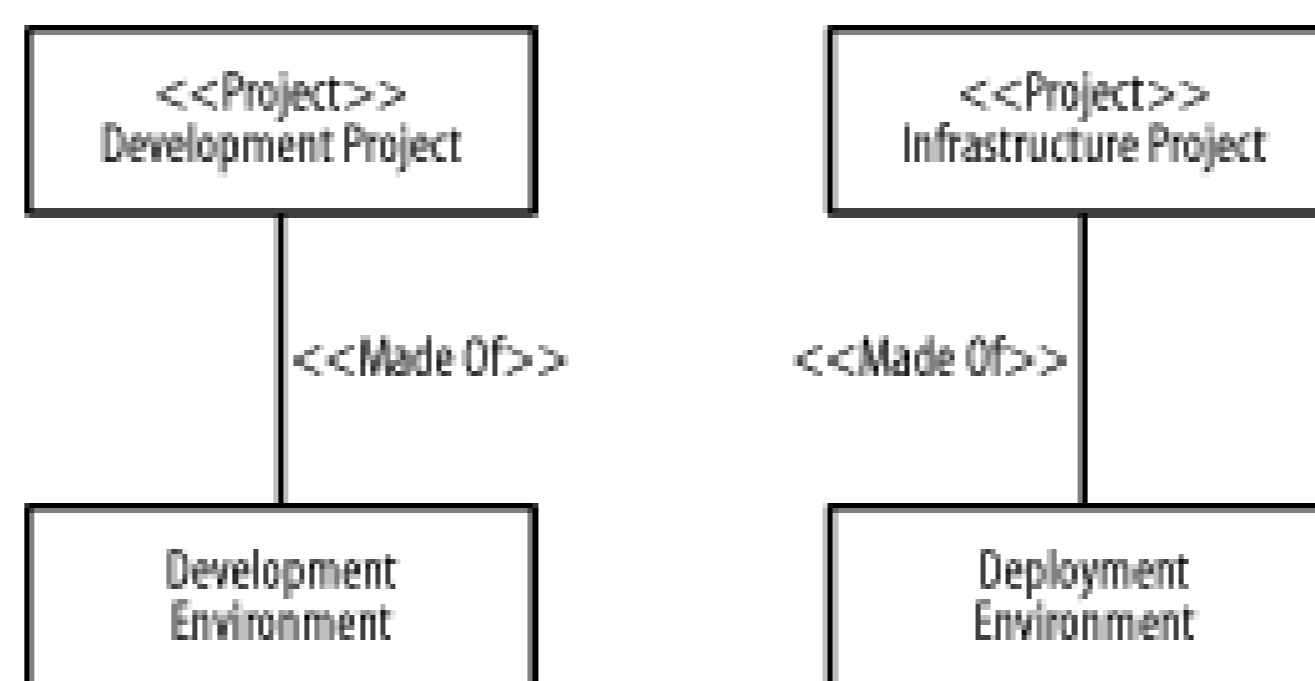 <<Project>>
Development Project
<<Project>>
Infrastructure Project
<<Made Of>>
<<Made Of>>
Development
Environment
Deployment
Environment